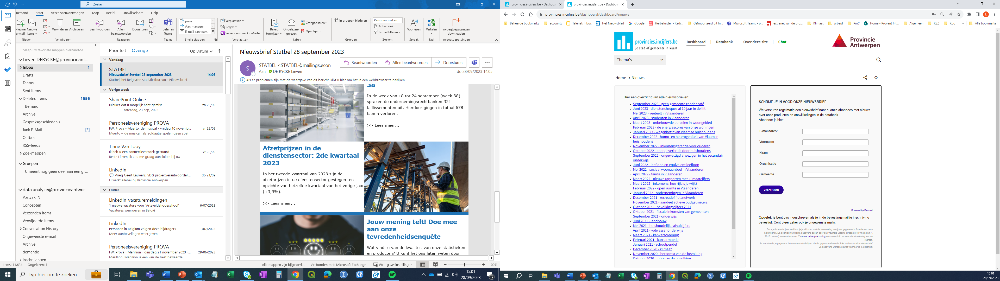 Zoeken
Bestand
Start
Verzenden/ontvangen
Map
Beeld
Ontwikkelaars
Help
Nieuwe e-mail
Nieuwe items
Verwijderen
Archiveren
Beantwoorden
Allen beantwoorden
Doorsturen
Delen in Teams
prive
Aan manager
E-mail aan team
Verplaatsen
Regels
Verzenden naar OneNote
Beleid toewijzen
Ongelezen/ gelezen
Categoriseren
Opvolgen
In groepen bladeren
Personen zoeken
Adresboek
E-mail filteren
Voorlezen
Vertalen
Invoegtoepassingen downloaden
Nieuw
Verwijderen
Reageren
Teams
Snelle stappen
Verplaatsen
Labels
Groepen
Zoeken
Spraak
Taal
Invoegtoepassingen
Sleep uw favoriete mappen hiernaartoe
Lieven.DERYCKE@provincieant...
Inbox 1
Drafts
Teams
Sent Items
Deleted Items 1556
Bernard
Archive
Gespreksgeschiedenis
Junk E-Mail [3]
Outbox
RSS-feeds
Zoekmappen
Groepen
U neemt nog geen deel aan een gr...
data.analyse@provincieantwer...
Postvak IN
Concepten
Verzonden items
Verwijderde items
Conversation History
Ongewenste e-mail
Archive
dementie
Inschrijvingen
Prioriteit
Overige
Op Datum
Vandaag
STATBEL
Nieuwsbrief Statbel 28 september 2023 14:05
Statbel, het Belgische statistiekbureau - Nieuwsbrief
Vorige week
SharePoint Online
Nieuws dat u mogelijk hebt gemist za 23/09
zaterdag, 23 sep, 2023
Personeelsvereniging PROVA
FW: Prova - Muerto, de musical - vrijdag 10 novemb... vr 22/09
Muerto – de musical als soldaatje spelen geen spel
Tinne Van Looy
Ik heb u een connectieverzoek gestuurd vr 22/09
Beste Lieven, ik zou me graag aansluiten bij uw
LinkedIn
Voeg Geert Lauwers, SDG projectverantwoordeli... do 21/09
U werkt allebei bij Provincie Antwerpen
Ouder
LinkedIn-vacaturemeldingen
1 nieuwe vacature voor 'Arteveldehogeschool' 6/07/2023
Vacatures weergeven in België
LinkedIn
Personen in Belgium volgen deze bijdragers 1/07/2023
Meer aanbevelingen weergeven
Personeelsvereniging PROVA
FW: Prova - Marillion - dinsdag 21 november 2023 -... 29/06/2023
Marillion Marillion is één van de best bewaarde
Nieuwsbrief Statbel 28 september 2023
S
STATBEL <STATBEL@mailings.econ
Aan DE RYCKE Lieven
Beantwoorden
Allen beantwoorden
Doorsturen
do 28/09/2023 14:05
Als er problemen zijn met de weergave van dit bericht, klikt u hier om het in een webbrowser te bekijken.
38
In de week van 18 tot 24 september (week 38)
spraken de ondernemingsrechtbanken 321
faillissementen uit. Hierdoor gingen in totaal 678
banen verloren.
>> Lees meer...
Afzetprijzen in de
dienstensector: 2de kwartaal
2023
In het tweede kwartaal van 2023 zijn de
afzetprijzen in de dienstensector gestegen ten
opzichte van hetzelfde kwartaal van het vorige jaar
(+3,9%).
>> Lees meer...
Jouw mening telt! Doe mee
aan onze
tevredenheidsenquête
Wat vindt u van de kwaliteit van onze statistieken
en producten? U kunt het ons laten weten door
Items: 11.634 Ongelezen: 1
Alle mappen zijn bijgewerkt.
Verbonden met: Microsoft Exchange
Weergave-instellingen
100%
Typ hier om te zoeken
15:01
28/09/2023
17
provincies.incijfers.be - Dashboa
provincies.incijfers.be - Dashboa
provincies.incijfers.be/dashboard/dashboard/nieuws
L
Beheerde bookmarks
accounts
Telenet: Inbox
Het Nieuwsblad
Google
Herbeluister - Radi...
Geïmporteerd uit In...
Microsoft Teams - p...
extranet van de pro...
Klimaat
arbeid
PinC
Home - Provant Int...
Algemeen
KSZ
Kbo
»
Alle bookmarks
provincies.incijfers.be
je stad of gemeente in kaart
Dashboard | Databank | Over deze site | Chat
Provincie
Antwerpen
Thema's
Home > Nieuws
Hier een overzicht van alle nieuwsbrieven:
September 2023 - geen gemeente zonder café
Juni 2023 - dienstencheques al 10 jaar in de lift
Mei 2023 - veeteelt in Vlaanderen
April 2023 - studenten in Vlaanderen
Maart 2023 - onbebouwde percelen in woongebied
Februari 2023 - de energiescores van onze woningen
Januari 2023 - wagenbezit van Vlaamse huishoudens
December 2022 - homo- en heterogeniteit van Vlaamse
huishoudens
November 2022 - inkomensgarantie voor ouderen
Oktober 2022 - energieverbruik door huishoudens
September 2022 - ongewettigd afwezigen in het secundair
onderwijs
Juni 2022 - leefloon en equivalent leefloon
Mei 2022 - sociaal woonaanbod in Vlaanderen
April 2022 - fauna in Vlaanderen
Maart 2022 - nieuwe rapporten met klimaatcijfers
Maart 2022 - inkomens: hoe rijk is je wijk?
Februari 2022 - open ruimte in Vlaanderen
Januari 2022 - ondernemingen in Vlaanderen
December 2021 - recreatief fietsnetwerk
November 2021 - aandeel actieve budgetmeters
Oktober 2021 - bevolkingscijfers 2021
Oktober 2021 - fiscale inkomsten van gemeenten
September 2021 - onderwijs
Juni 2021 - landbouw
Mei 2021 - huishoudelijke afvalcijfers
April 2021 - volwassenonderwijs
Maart 2021 - kankerscreening
Februari 2021 - kansarmoede
Januari 2021 - schoolpendel
December 2020 - klimaat
November 2020 - herkomst van de bevolking
Oktober 2020 - loop van de bevolking
SCHRIJF JE IN VOOR ONZE NIEUWSBRIEF
We versturen regelmatig een nieuwsbrief naar al onze abonnees met nieuws
over onze producten en ontwikkelingen in de databank.
Abonneer je hier:
E-mailadres*
Voornaam
Naam
Organisatie
Gemeente
Verzenden
Powered by Flexmail
Opgelet: je bent pas ingeschreven als je in de bevestigingsmail je inschrijving
bevestigt. Controleer zeker ook je ongewenste mails.
Door je in te schrijven verklaar je je akkoord met de verwerking van jouw gegevens in functie van deze
nieuwsbrief. De door jou verstrekte gegevens zullen door de Provincie Vlaams-Brabant (Provincieplein 1,
3010 Leuven) verwerkt worden. Zie onze privacyverklaring voor meer info en voor de uitoefening van uw
rechten.
Je kan steeds je gegevens beheren en uitschrijven via de gepersonaliseerde links onderaan elke nieuwsbrief.
Je gegevens worden gewist wanneer je je uitschrijft.
15:01
28/09/2023